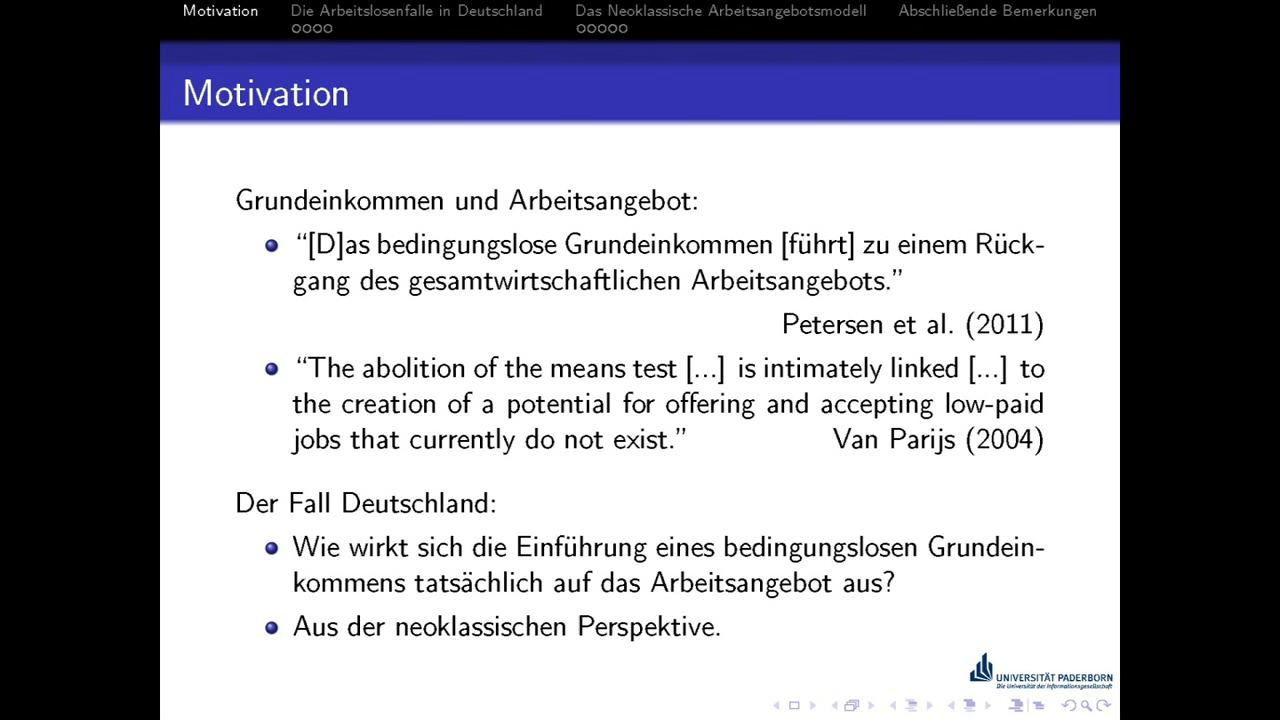 Motivation Die Arbeitslosenfalle in Deutschland Das Neoklassische Arbeitsangebotsmodell Abschließende Bemerkungen
Motivation
Grundeinkommen und Arbeitsangebot:
“[D]as bedingungslose Grundeinkommen [führt] zu einem Rück-
gang des gesamtwirtschaftlichen Arbeitsangebots.”
Petersen et al. (2011)
“The abolition of the means test [...] is intimately linked [...] to
the creation of a potential for offering and accepting low-paid
jobs that currently do not exist.” Van Parijs (2004)
Der Fall Deutschland:
Wie wirkt sich die Einführung eines bedingungslosen Grundein-
kommens tatsächlich auf das Arbeitsangebot aus?
Aus der neoklassischen Perspektive.
UNIVERSITÄT PADERBORN
Die Universität der Informationsgesellschaft